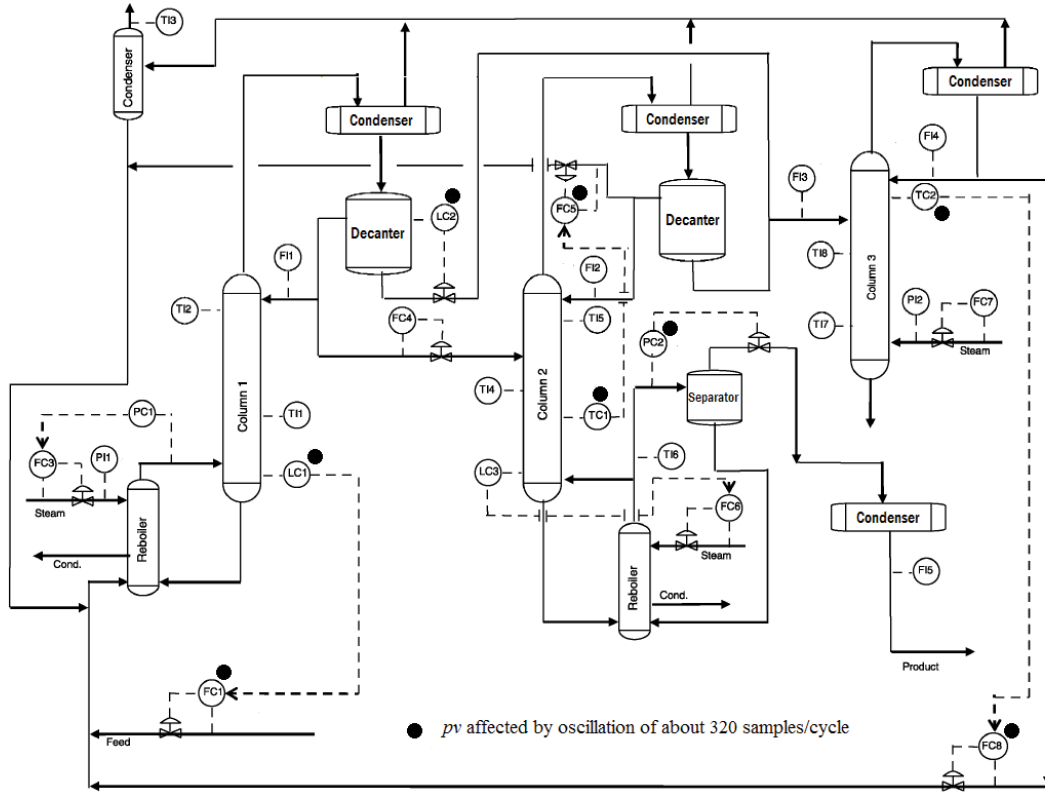 TI3
Condenser
Condenser
Condenser
Condenser
FI4
TC2
FI3
LC2
Decanter
FC5
Decanter
Column 3
TI8
FI1
FI2
TI2
FC4
TI5
PC2
PI2
FC7
TI7
Steam
Column 1
Column 2
TI4
Separator
PC1
TI1
TC1
FC3
PI1
LC1
LC3
TI6
Steam
FC6
Condenser
Reboiler
Steam
Cond.
Reboiler
FI5
Cond.
Product
FC1
pv affected by oscillation of about 320 samples/cycle
Feed
FC8